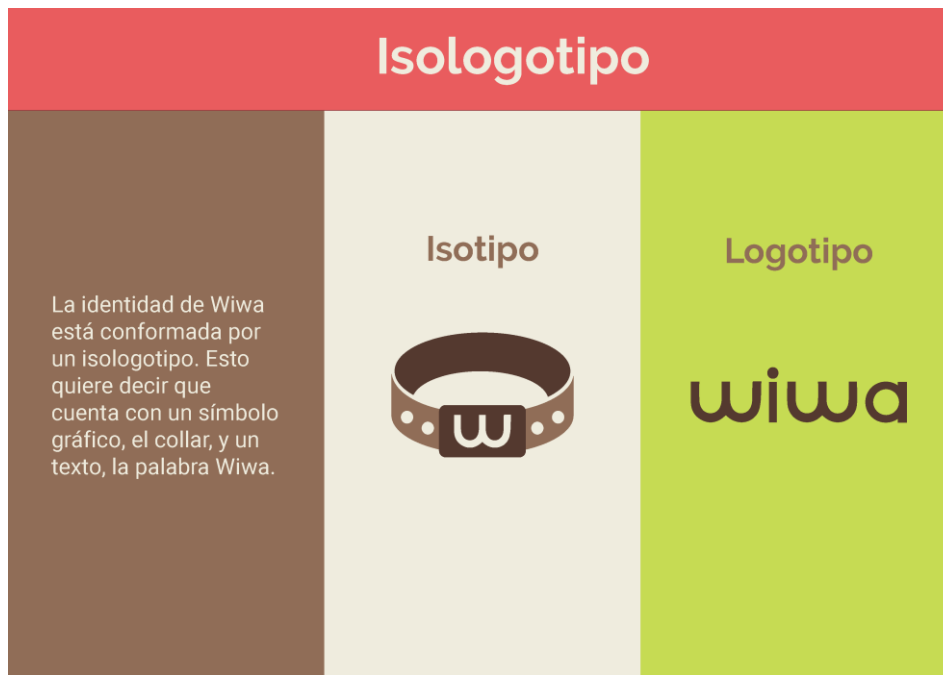 Isologotipo
La identidad de Wiwa
está conformada por
un isologotipo. Esto
quiere decir que
cuenta con un símbolo
gráfico, el collar, y un
texto, la palabra Wiwa.
Isotipo
w
Logotipo
wiwa